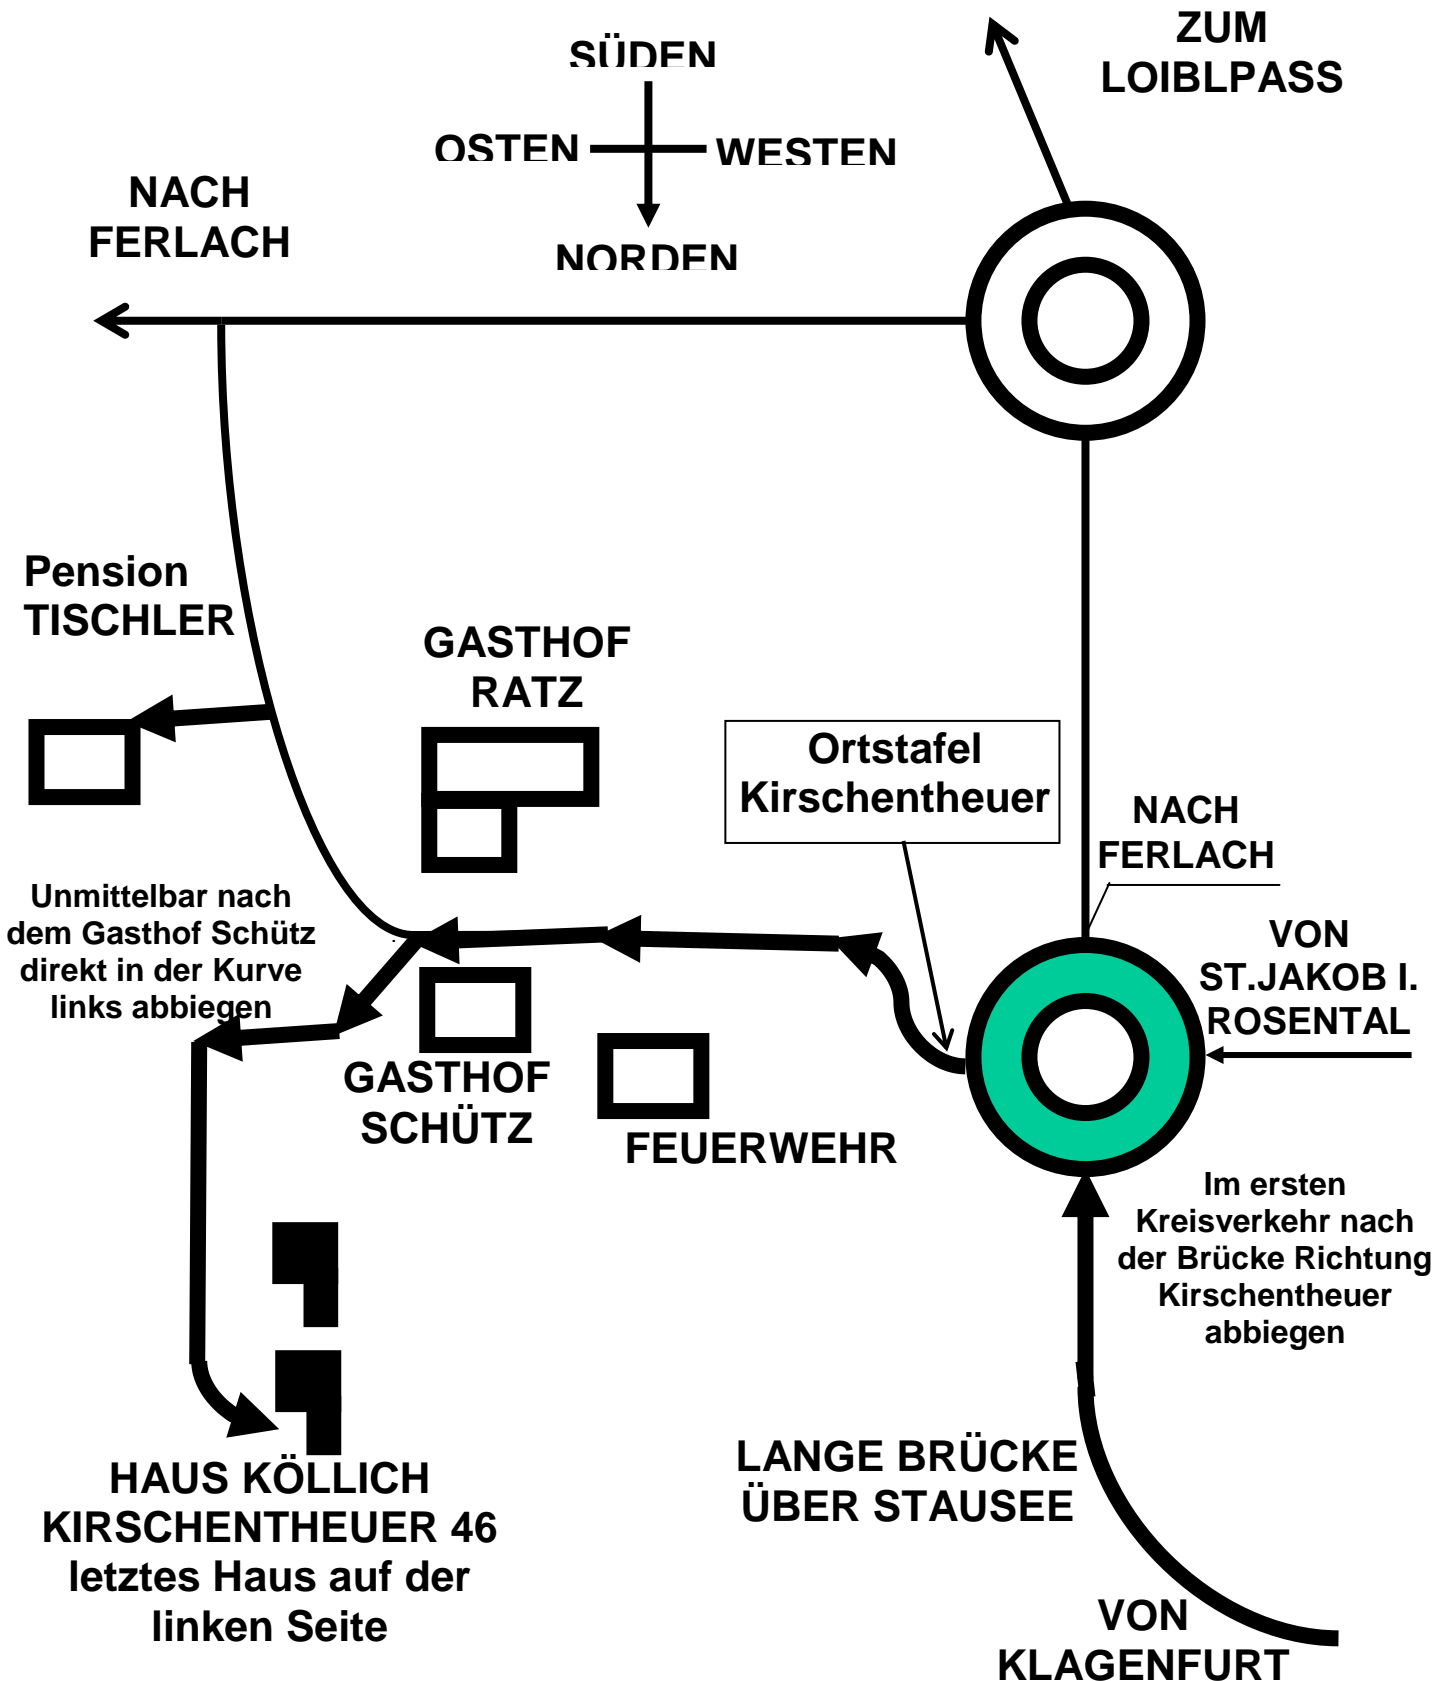 ZUM
LOIBLPASS
SÜDEN
OSTEN
WESTEN
NORDEN
NACH
FERLACH
Pension
TISCHLER
GASTHOF
RATZ
Ortstafel
Kirschentheuer
NACH
FERLACH
Unmittelbar nach
dem Gasthof Schütz
direkt in der Kurve
links abbiegen
VON
ST.JAKOB I.
ROSENTAL
GASTHOF
SCHÜTZ
FEUERWEHR
Im ersten
Kreisverkehr nach
der Brücke Richtung
Kirschentheuer
abbiegen
LANGE BRÜCKE
ÜBER STAUSEE
HAUS KÖLLICH
KIRSCHENTHEUER 46
letztes Haus auf der
linken Seite
VON
KLAGENFURT